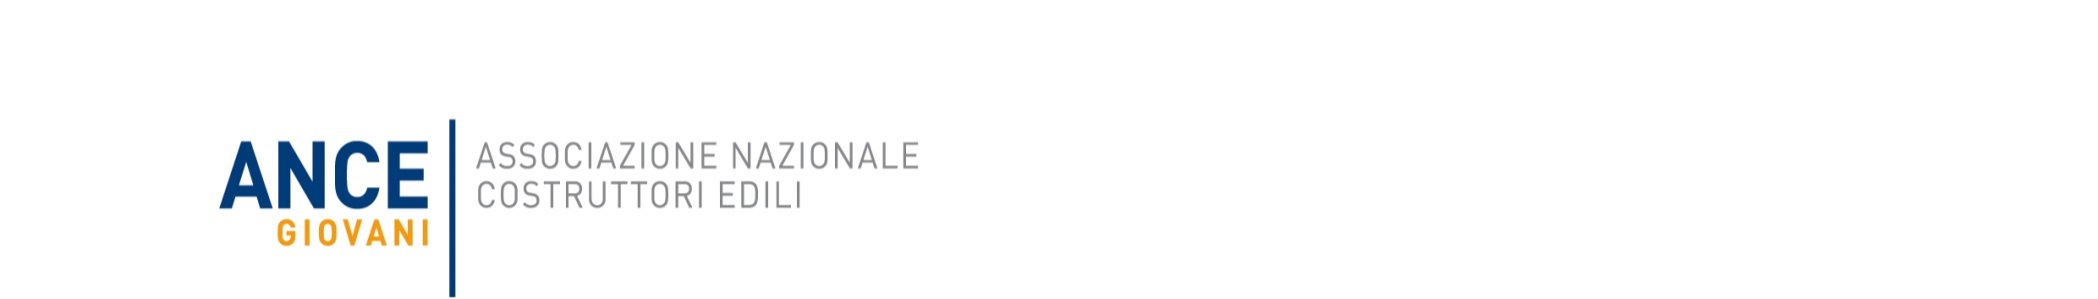 ANCE
GIOVANI
ASSOCIAZIONE NAZIONALE
COSTRUTTORI EDILI